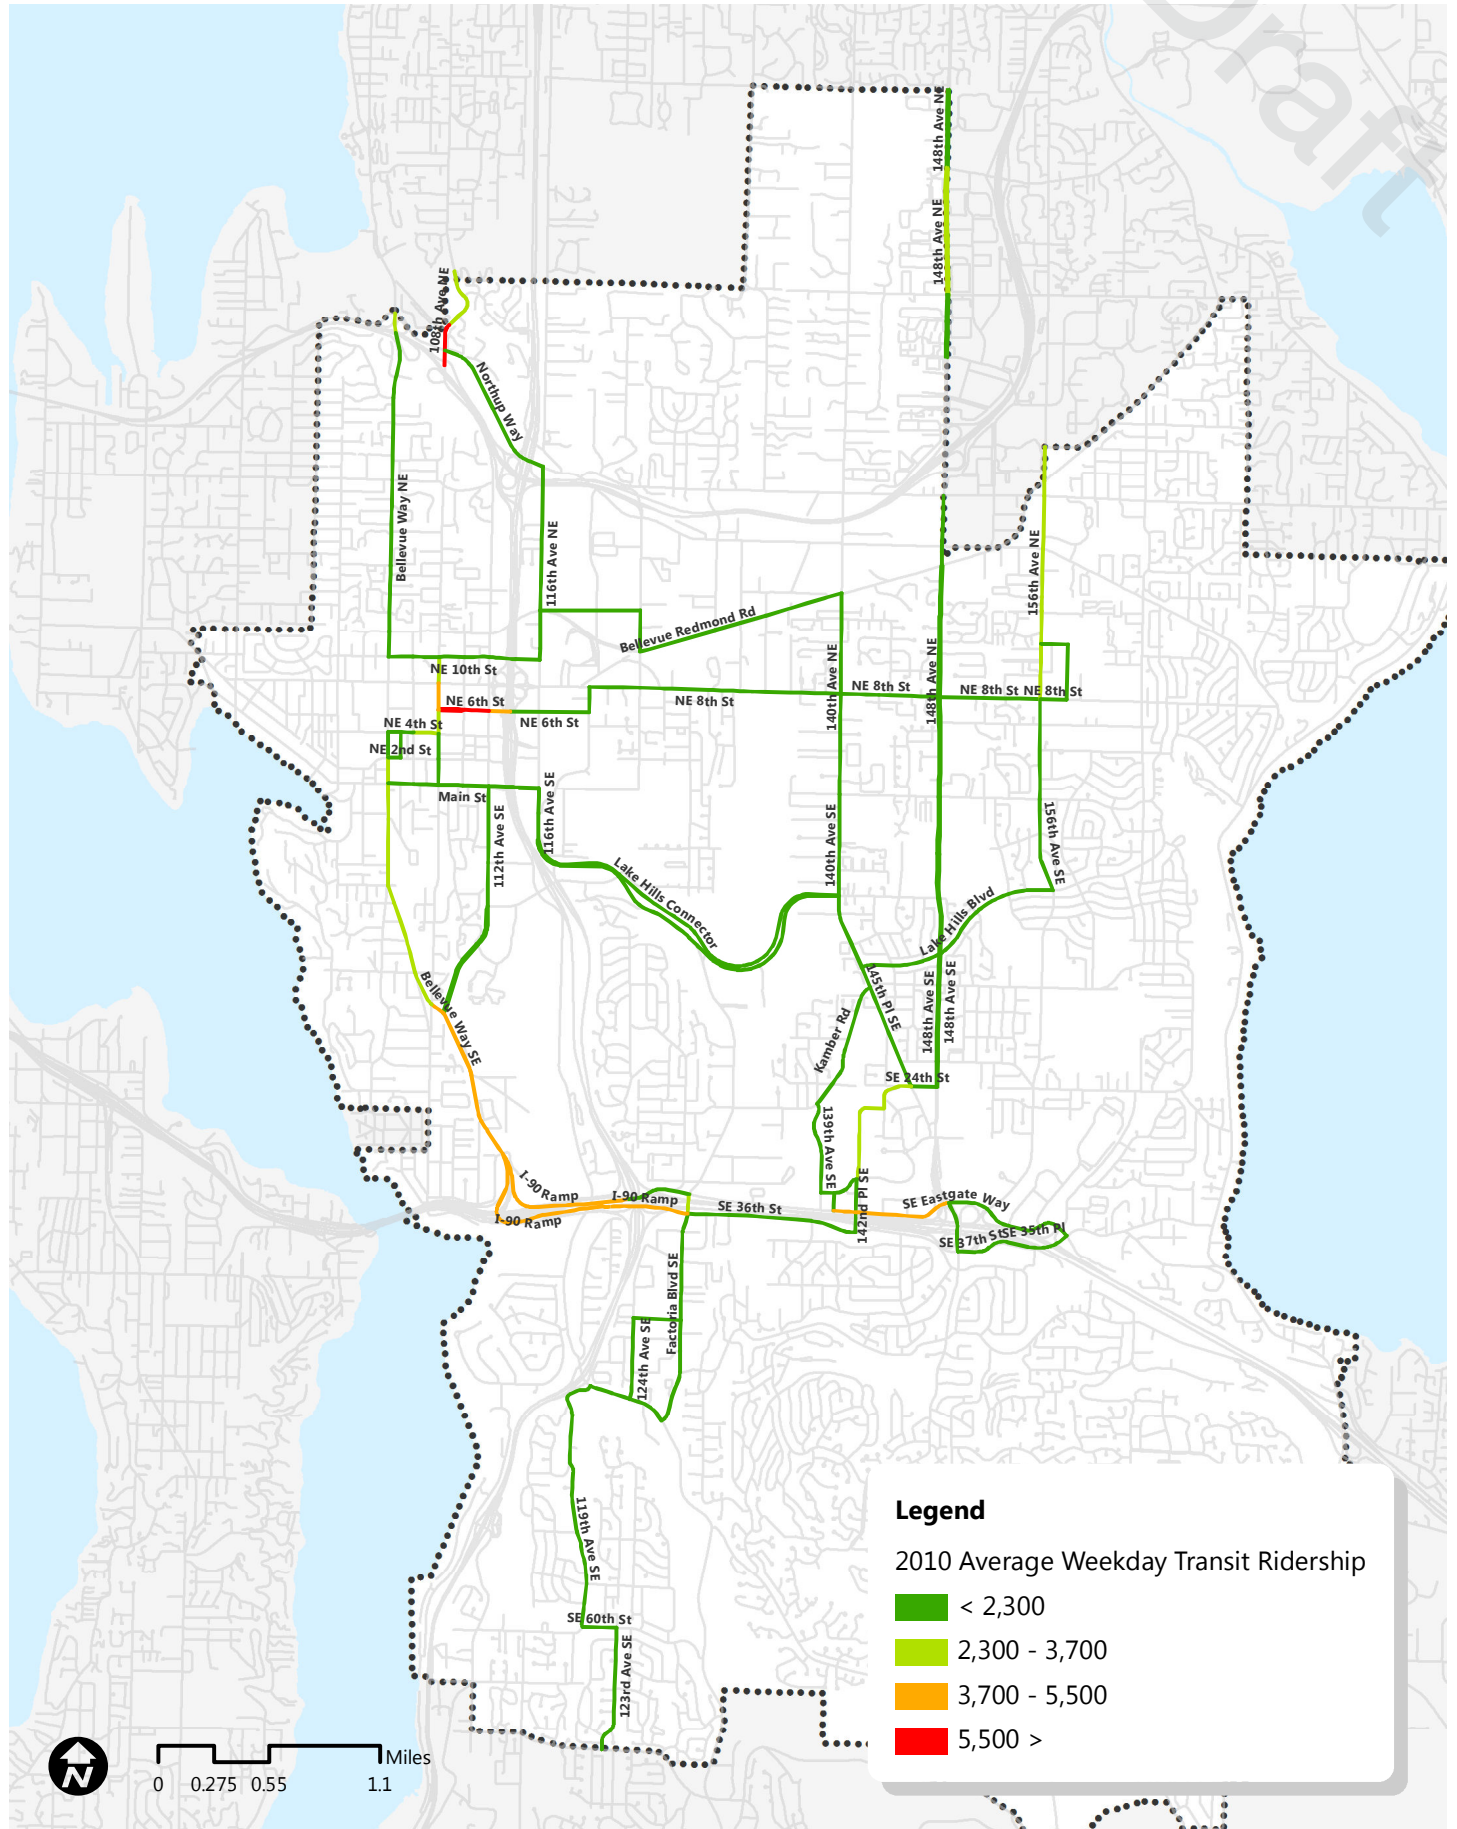 Draft
148th Ave NE
148th Ave NE
108th Ave NE
Northup Way
Bellevue Way NE
116th Ave NE
156th Ave NE
Bellevue Redmond Rd
NE 10th St
140th Ave NE
148th Ave NE
NE 8th St
NE 8th St
NE 8th St
NE 8th St
NE 6th St
NE 6th St
NE 4th St
NE 2nd St
Main St
112th Ave SE
116th Ave SE
140th Ave SE
156th Ave SE
Lake Hills Connector
Lake Hills Blvd
145th Pl SE
148th Ave SE
148th Ave SE
Bellevue Way SE
Kamber Rd
SE 24th St
139th Ave SE
142nd Pl SE
I-90 Ramp
I-90 Ramp
I-90 Ramp
SE 36th St
SE Eastgate Way
SE 37th St
SE 35th Pl
Factoria Blvd SE
124th Ave SE
119th Ave SE
SE 60th St
123rd Ave SE
Legend
2010 Average Weekday Transit Ridership
< 2,300
2,300 - 3,700
3,700 - 5,500
5,500 >
N
Miles
0 0.275 0.55 1.1